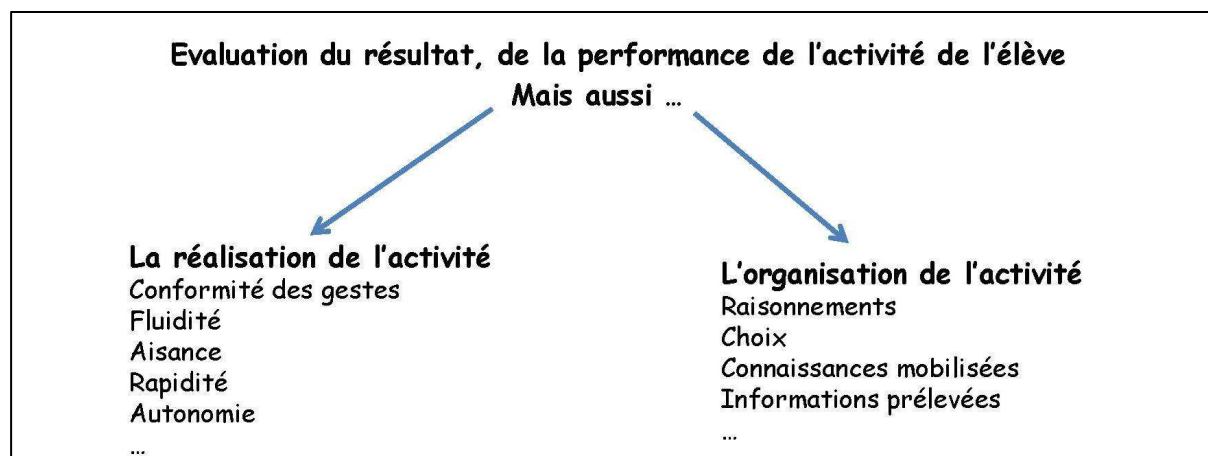 Evaluation du résultat, de la performance de l'activité de l'élève
Mais aussi …
La réalisation de l'activité
Conformité des gestes
Fluidité
Aisance
Rapidité
Autonomie
…
L'organisation de l'activité
Raisonnements
Choix
Connaissances mobilisées
Informations prélevées
…